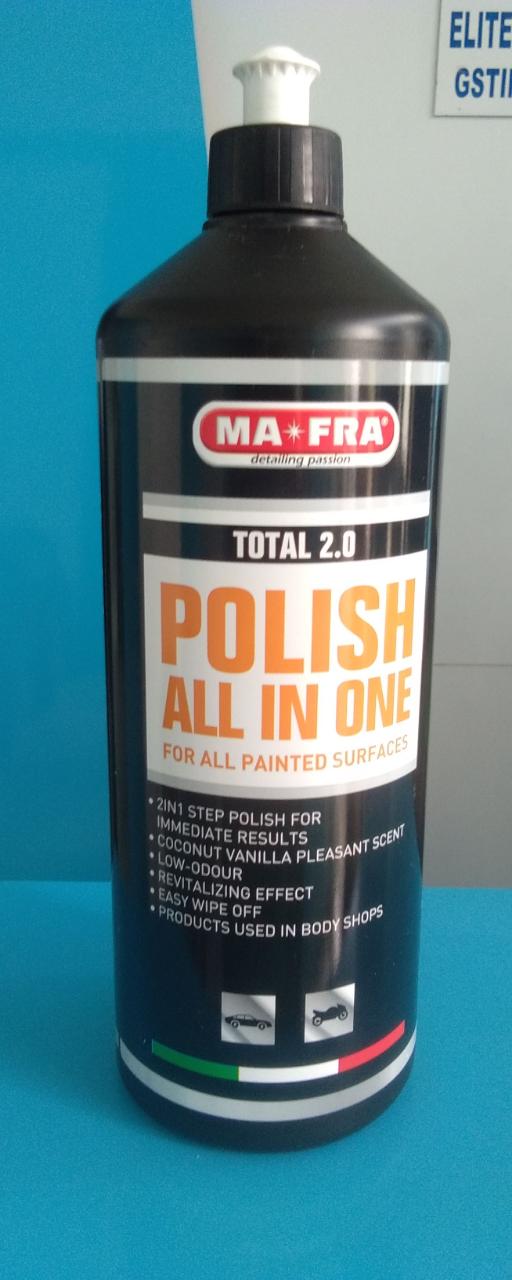 ELITE
GSTI
MA FRA®
detailing passion
TOTAL 2.0
POLISH
ALL IN ONE
FOR ALL PAINTED SURFACES
• 2IN1 STEP POLISH FOR
IMMEDIATE RESULTS
• COCONUT VANILLA PLEASANT SCENT
• LOW-ODOUR
• REVITALIZING EFFECT
• EASY WIPE OFF
• PRODUCTS USED IN BODY SHOPS